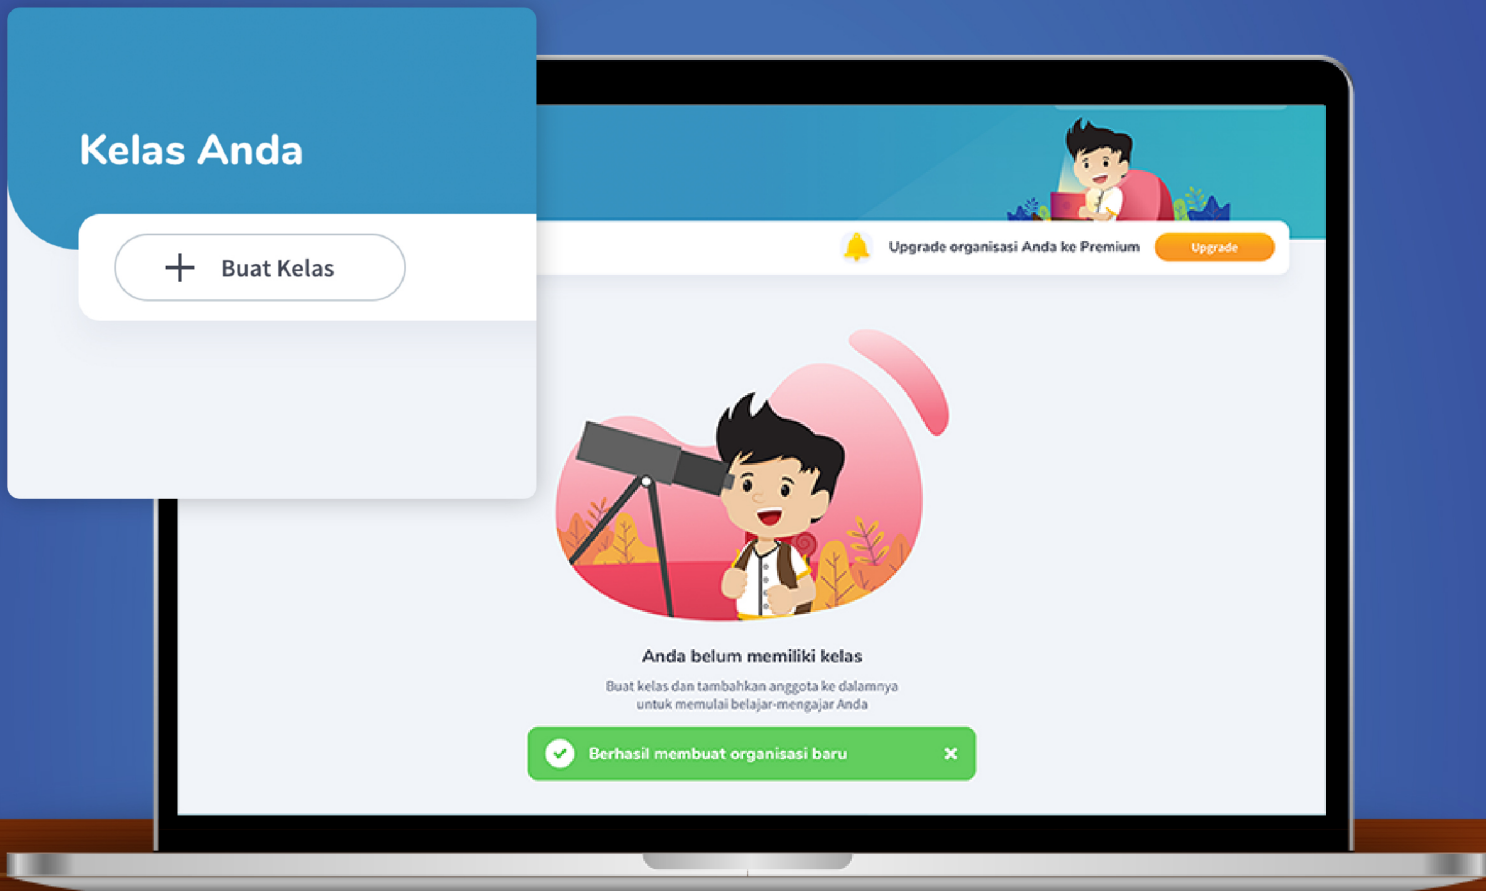 Kelas Anda
Buat Kelas
Upgrade organisasi Anda ke Premium
Upgrade
Anda belum memiliki kelas
Buat kelas dan tambahkan anggota ke dalamnya
untuk memulai belajar-mengajar Anda
Berhasil membuat organisasi baru